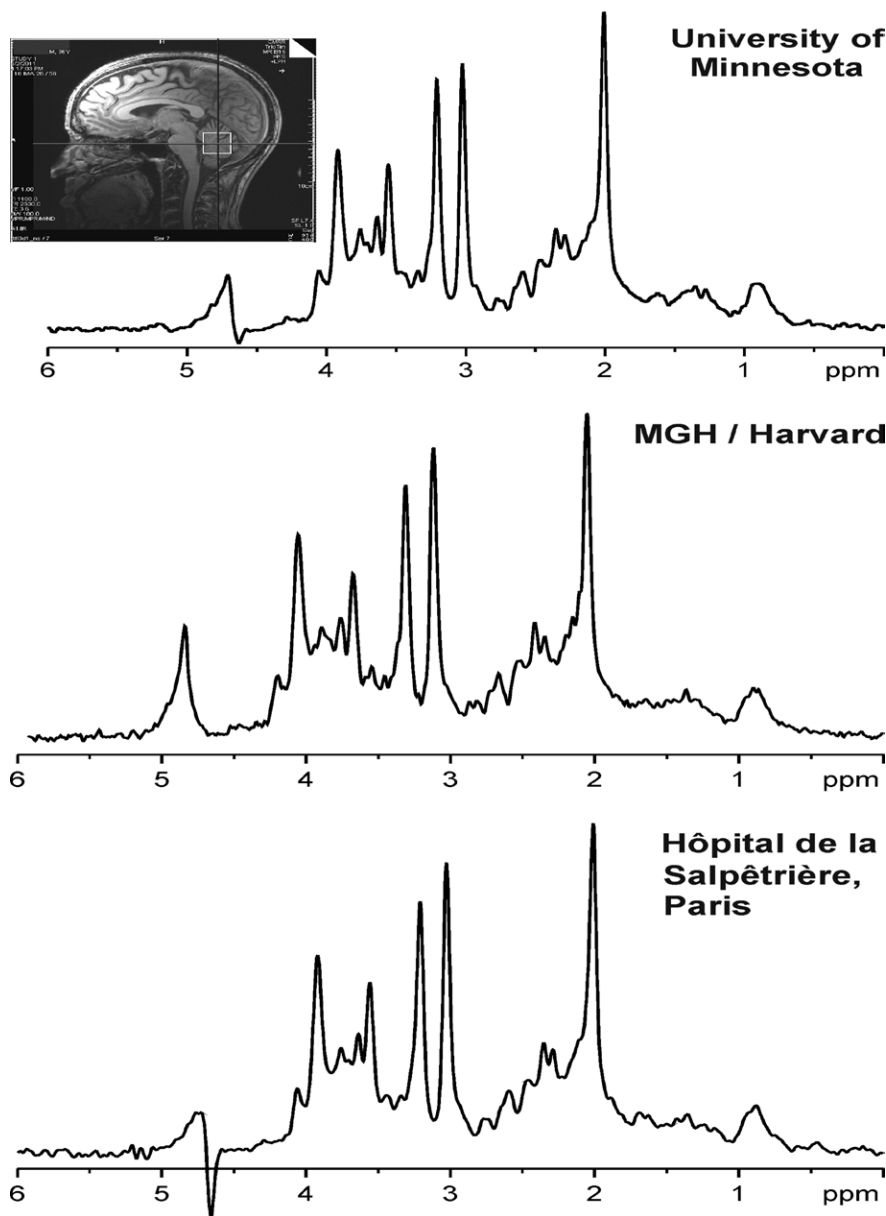 University of
Minnesota
6 5 4 3 2 1 ppm
MGH / Harvard
6 5 4 3 2 1 ppm
Hôpital de la
Salpêtrière,
Paris
6 5 4 3 2 1 ppm